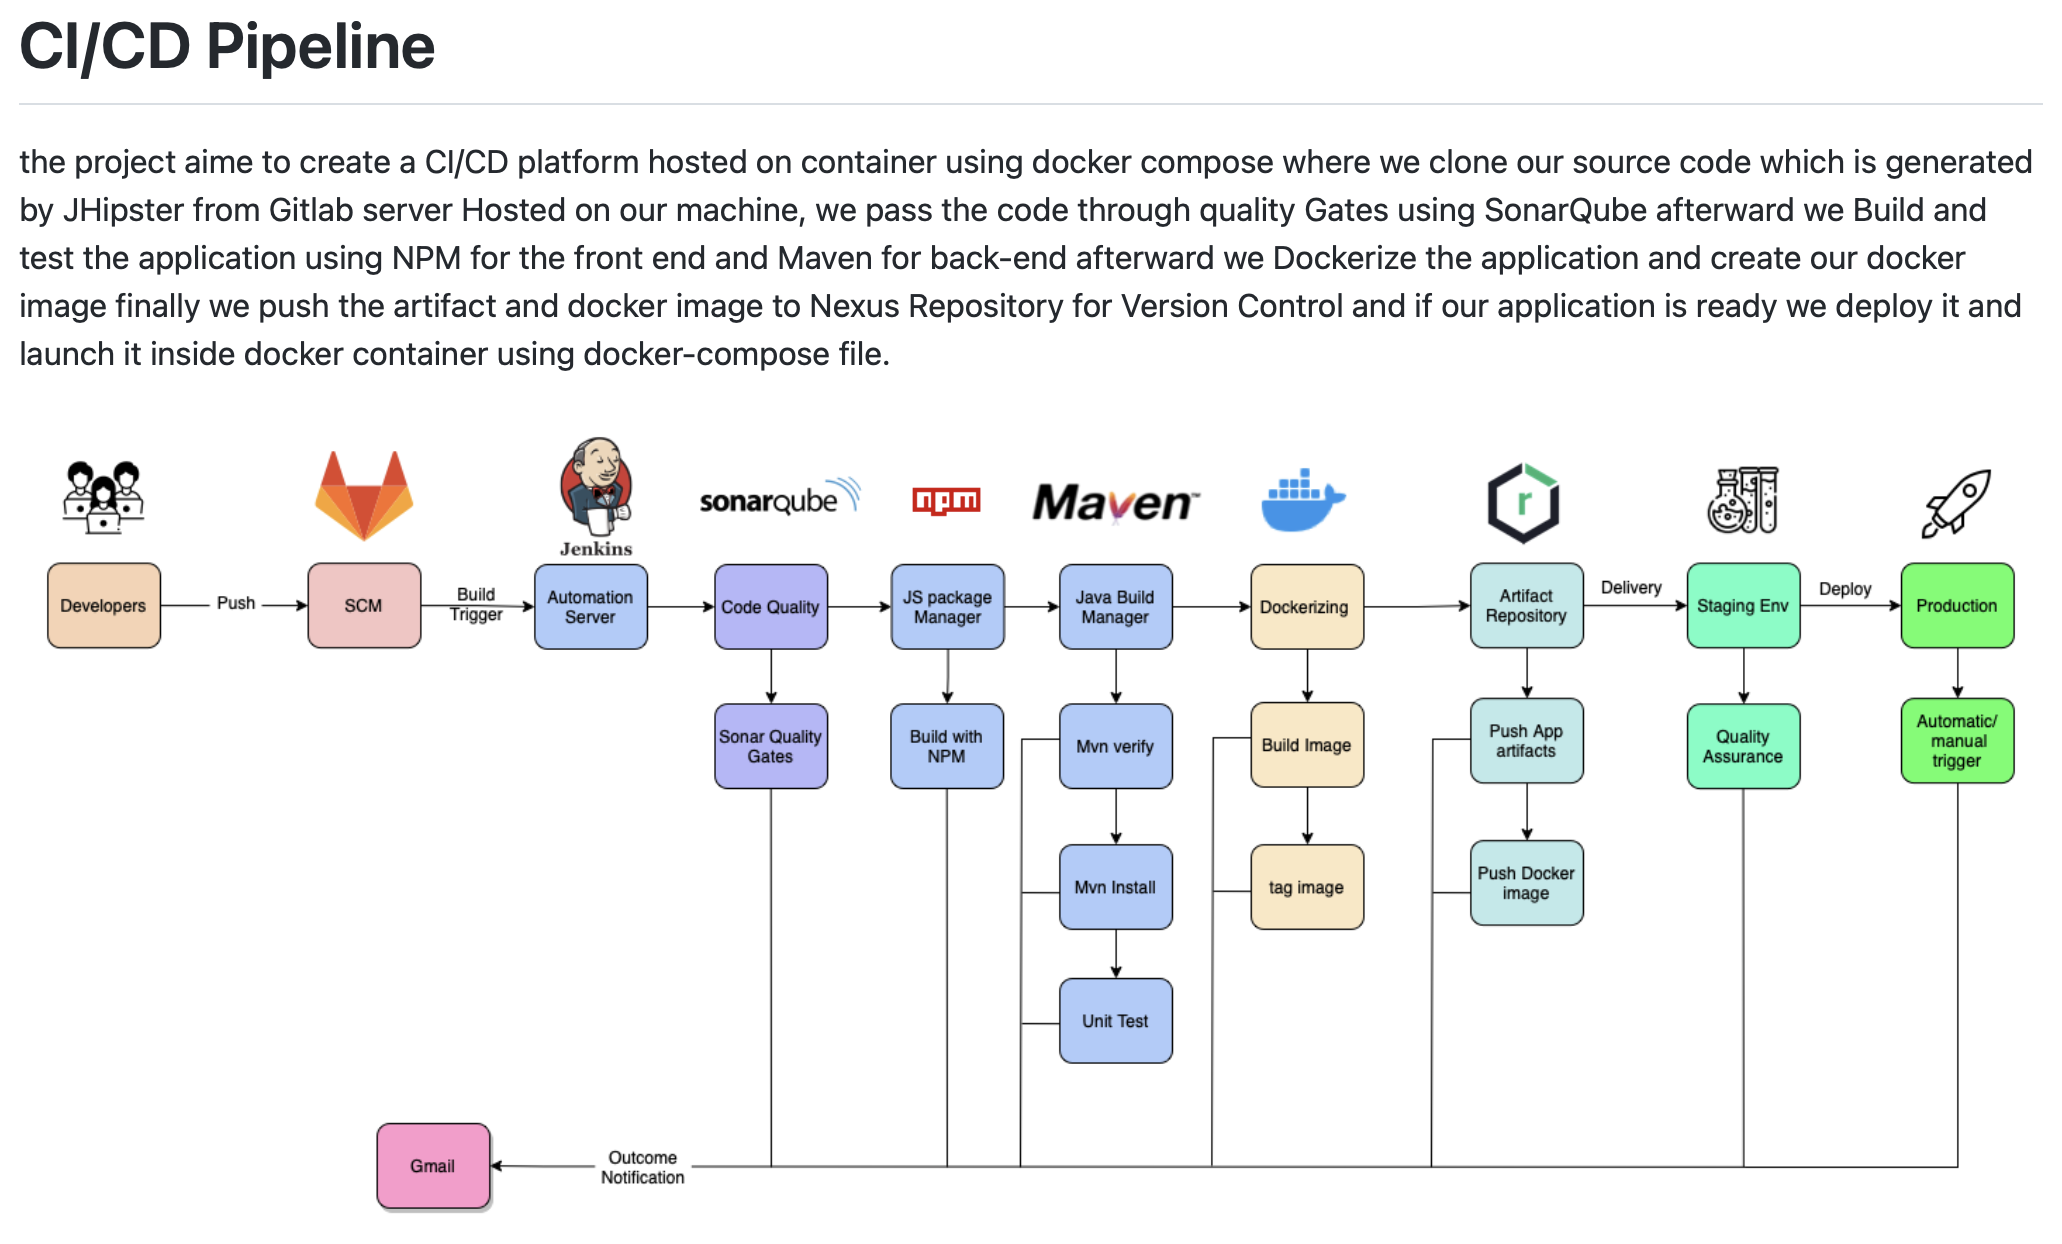 CI/CD Pipeline
the project aime to create a CI/CD platform hosted on container using docker compose where we clone our source code which is generated
by JHipster from Gitlab server Hosted on our machine, we pass the code through quality Gates using SonarQube afterward we Build and
test the application using NPM for the front end and Maven for back-end afterward we Dockerize the application and create our docker
image finally we push the artifact and docker image to Nexus Repository for Version Control and if our application is ready we deploy it and
launch it inside docker container using docker-compose file.
Jenkins
sonarqube
npm
Maven™
r
Developers
Push
SCM
Build
Trigger
Automation
Server
Code Quality
JS package
Manager
Java Build
Manager
Dockerizing
Artifact
Repository
Delivery
Staging Env
Deploy
Production
Sonar Quality
Gates
Build with
NPM
Mvn verify
Build Image
Push App
artifacts
Quality
Assurance
Automatic/
manual
trigger
Mvn Install
tag image
Push Docker
image
Unit Test
Gmail
Outcome
Notification